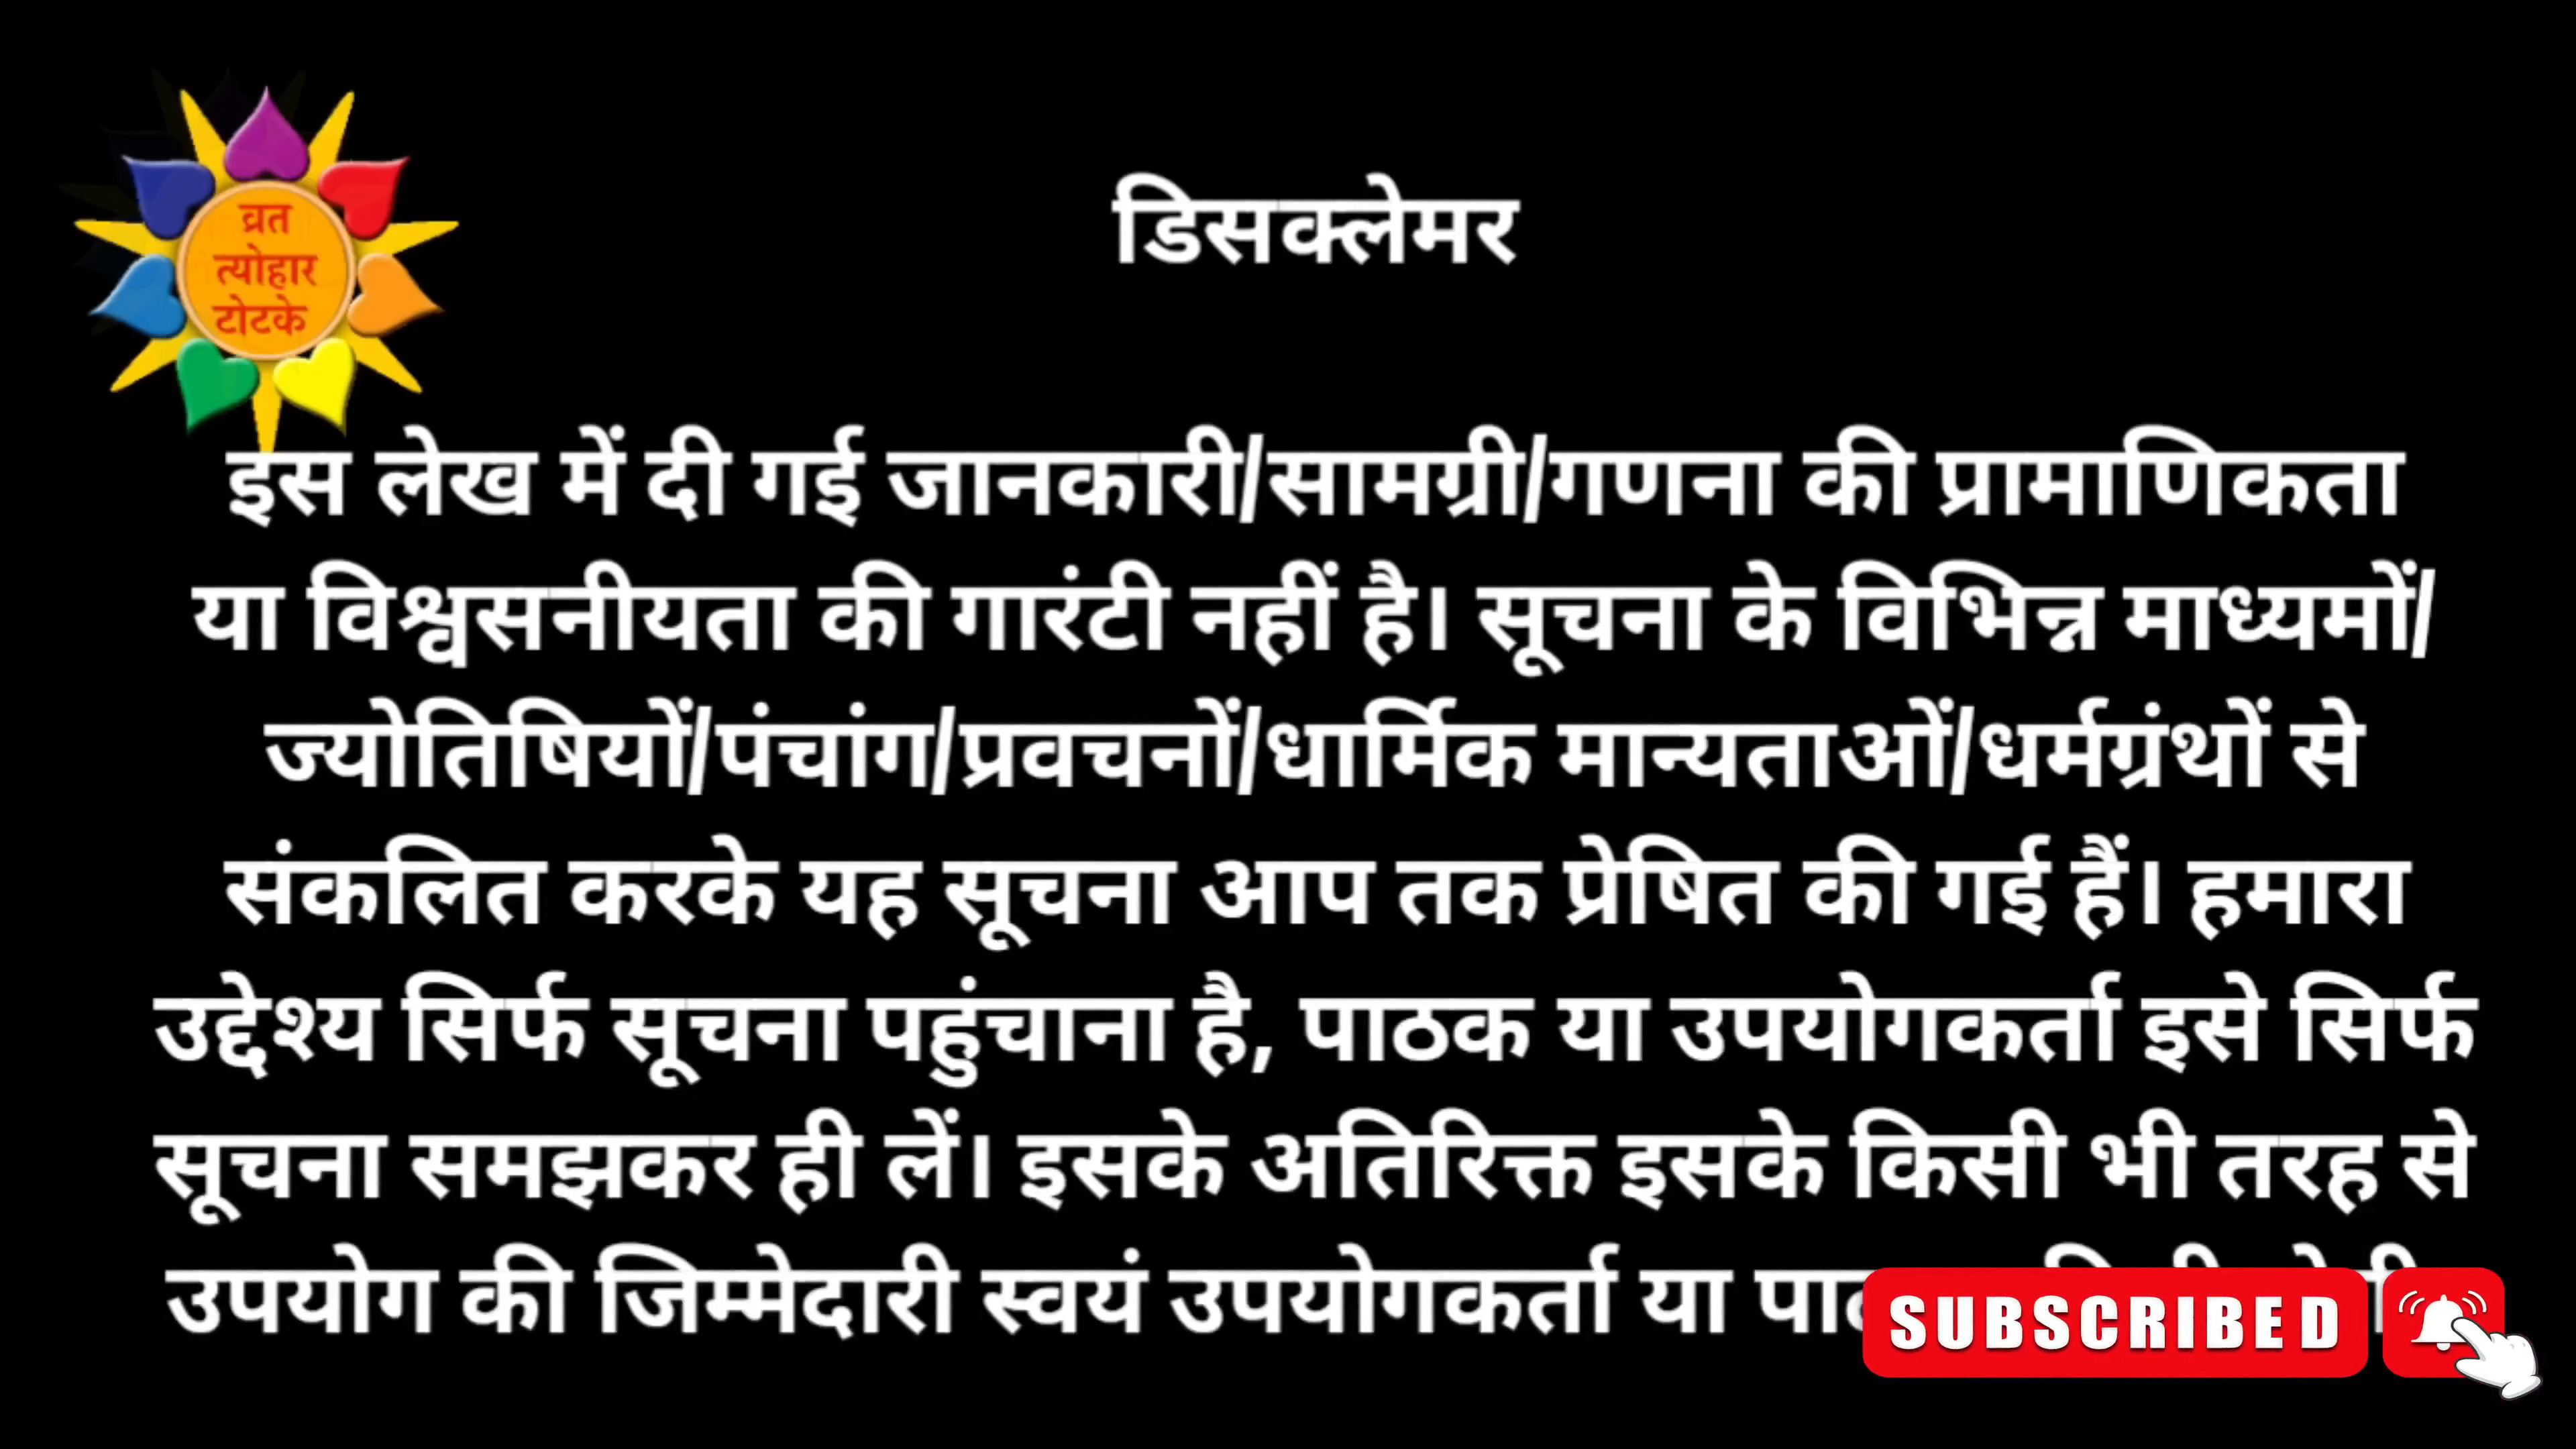 व्रत
त्योहार
टोटके
डिसक्लेमर
इस लेख में दी गई जानकारी/सामग्री/गणना की प्रामाणिकता
या विश्वसनीयता की गारंटी नहीं है। सूचना के विभिन्न माध्यमों/
ज्योतिषियों/पंचांग/प्रवचनों/धार्मिक मान्यताओं/धर्मग्रंथों से
संकलित करके यह सूचना आप तक प्रेषित की गई हैं। हमारा
उद्देश्य सिर्फ सूचना पहुंचाना है, पाठक या उपयोगकर्ता इसे सिर्फ
सूचना समझकर ही लें। इसके अतिरिक्त इसके किसी भी तरह से
उपयोग की जिम्मेदारी स्वयं उपयोगकर्ता या
SUBSCRIBED